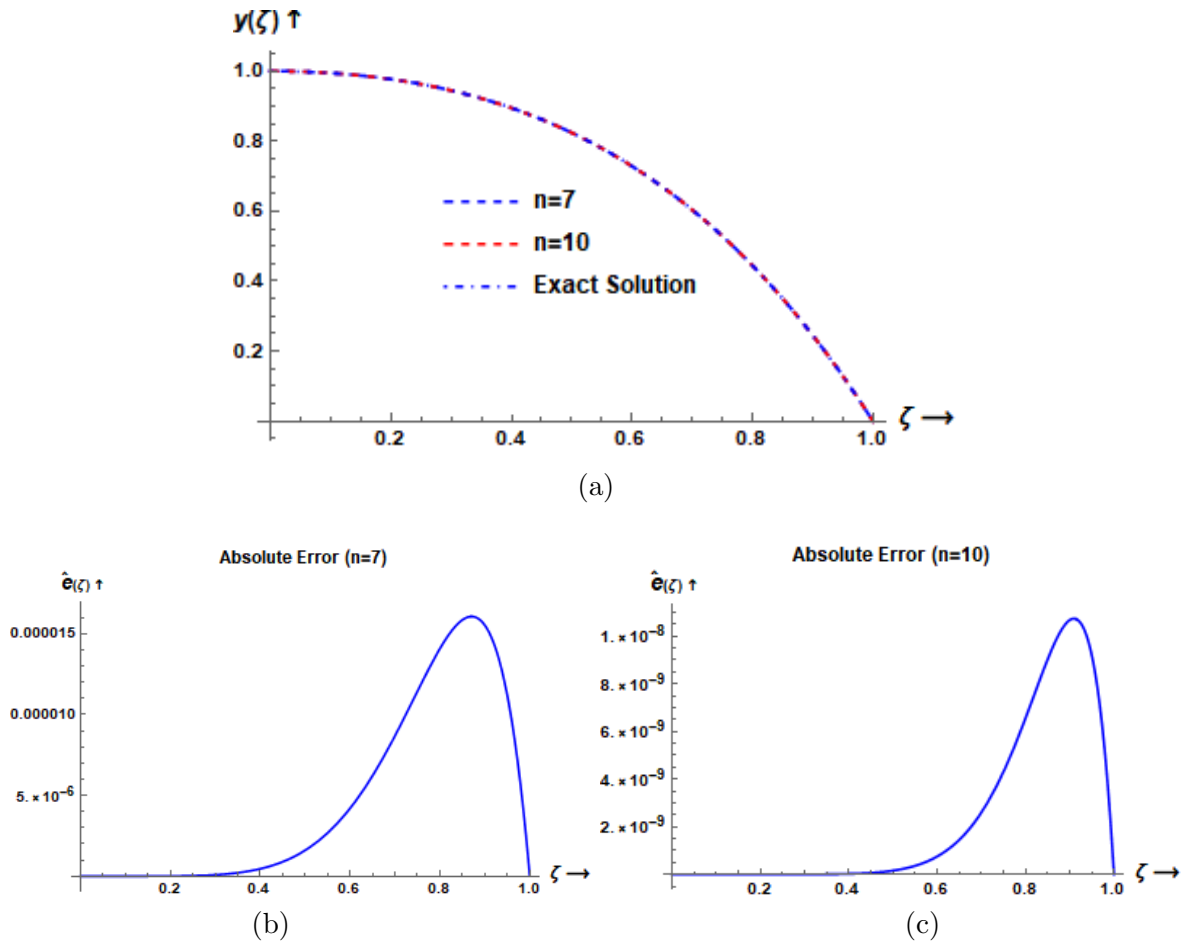 y(ζ) ↑
1.0
0.8
0.6
0.4
0.2
n=7
n=10
Exact Solution
0.2 0.4 0.6 0.8 1.0 ζ →
(a)
Absolute Error (n=7)
ê(ζ) ↑
0.000015
0.000010
5. × 10⁻⁶
0.2 0.4 0.6 0.8 1.0 ζ →
(b)
Absolute Error (n=10)
ê(ζ) ↑
1. × 10⁻⁸
8. × 10⁻⁹
6. × 10⁻⁹
4. × 10⁻⁹
2. × 10⁻⁹
0.2 0.4 0.6 0.8 1.0 ζ →
(c)